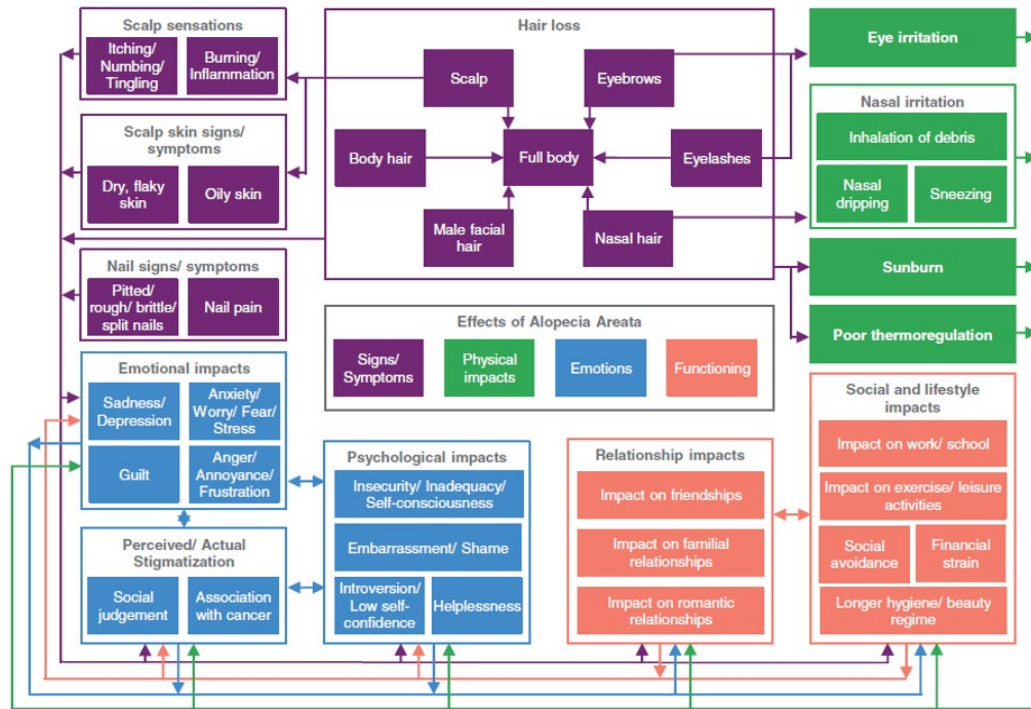 Scalp sensations
Itching/
Numbing/
Tingling
Burning/
Inflammation
Scalp skin signs/
symptoms
Dry, flaky
skin
Oily skin
Nail signs/ symptoms
Pitted/
rough/ brittle/
split nails
Nail pain
Hair loss
Scalp
Eyebrows
Body hair
Full body
Eyelashes
Male facial
hair
Nasal hair
Eye irritation
Nasal irritation
Inhalation of debris
Nasal
dripping
Sneezing
Sunburn
Poor thermoregulation
Effects of Alopecia Areata
Signs/
Symptoms
Physical
impacts
Emotions
Functioning
Emotional impacts
Sadness/
Depression
Anxiety/
Worry/ Fear/
Stress
Guilt
Anger/
Annoyance/
Frustration
Perceived/ Actual
Stigmatization
Social
judgement
Association
with cancer
Psychological impacts
Insecurity/ Inadequacy/
Self-consciousness
Embarrassment/ Shame
Introversion/
Low self-
confidence
Helplessness
Relationship impacts
Impact on friendships
Impact on familial
relationships
Impact on romantic
relationships
Social and lifestyle
impacts
Impact on work/ school
Impact on exercise/ leisure
activities
Social
avoidance
Financial
strain
Longer hygiene/ beauty
regime